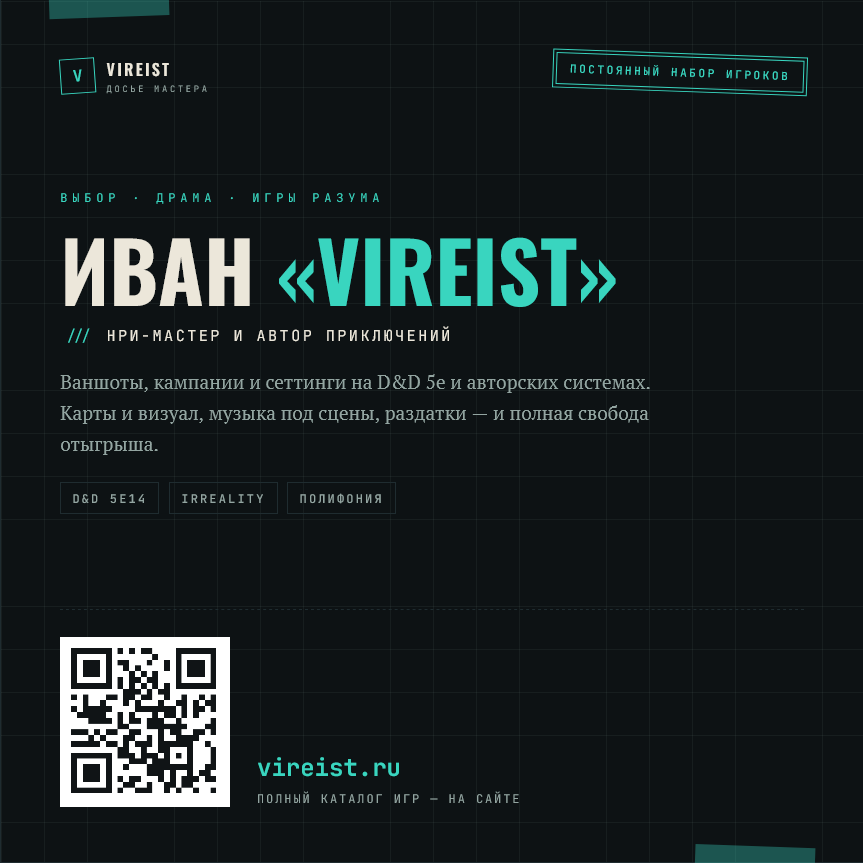 V
VIREIST
ДОСЬЕ МАСТЕРА
ПОСТОЯННЫЙ НАБОР ИГРОКОВ
ВЫБОР · ДРАМА · ИГРЫ РАЗУМА
ИВАН «VIREIST»
/// НРИ-МАСТЕР И АВТОР ПРИКЛЮЧЕНИЙ
Ваншоты, кампании и сеттинги на D&D 5e и авторских системах.
Карты и визуал, музыка под сцены, раздатки — и полная свобода
отыгрыша.
D&D 5E14
IRREALITY
ПОЛИФОНИЯ
vireist.ru
ПОЛНЫЙ КАТАЛОГ ИГР — НА САЙТЕ